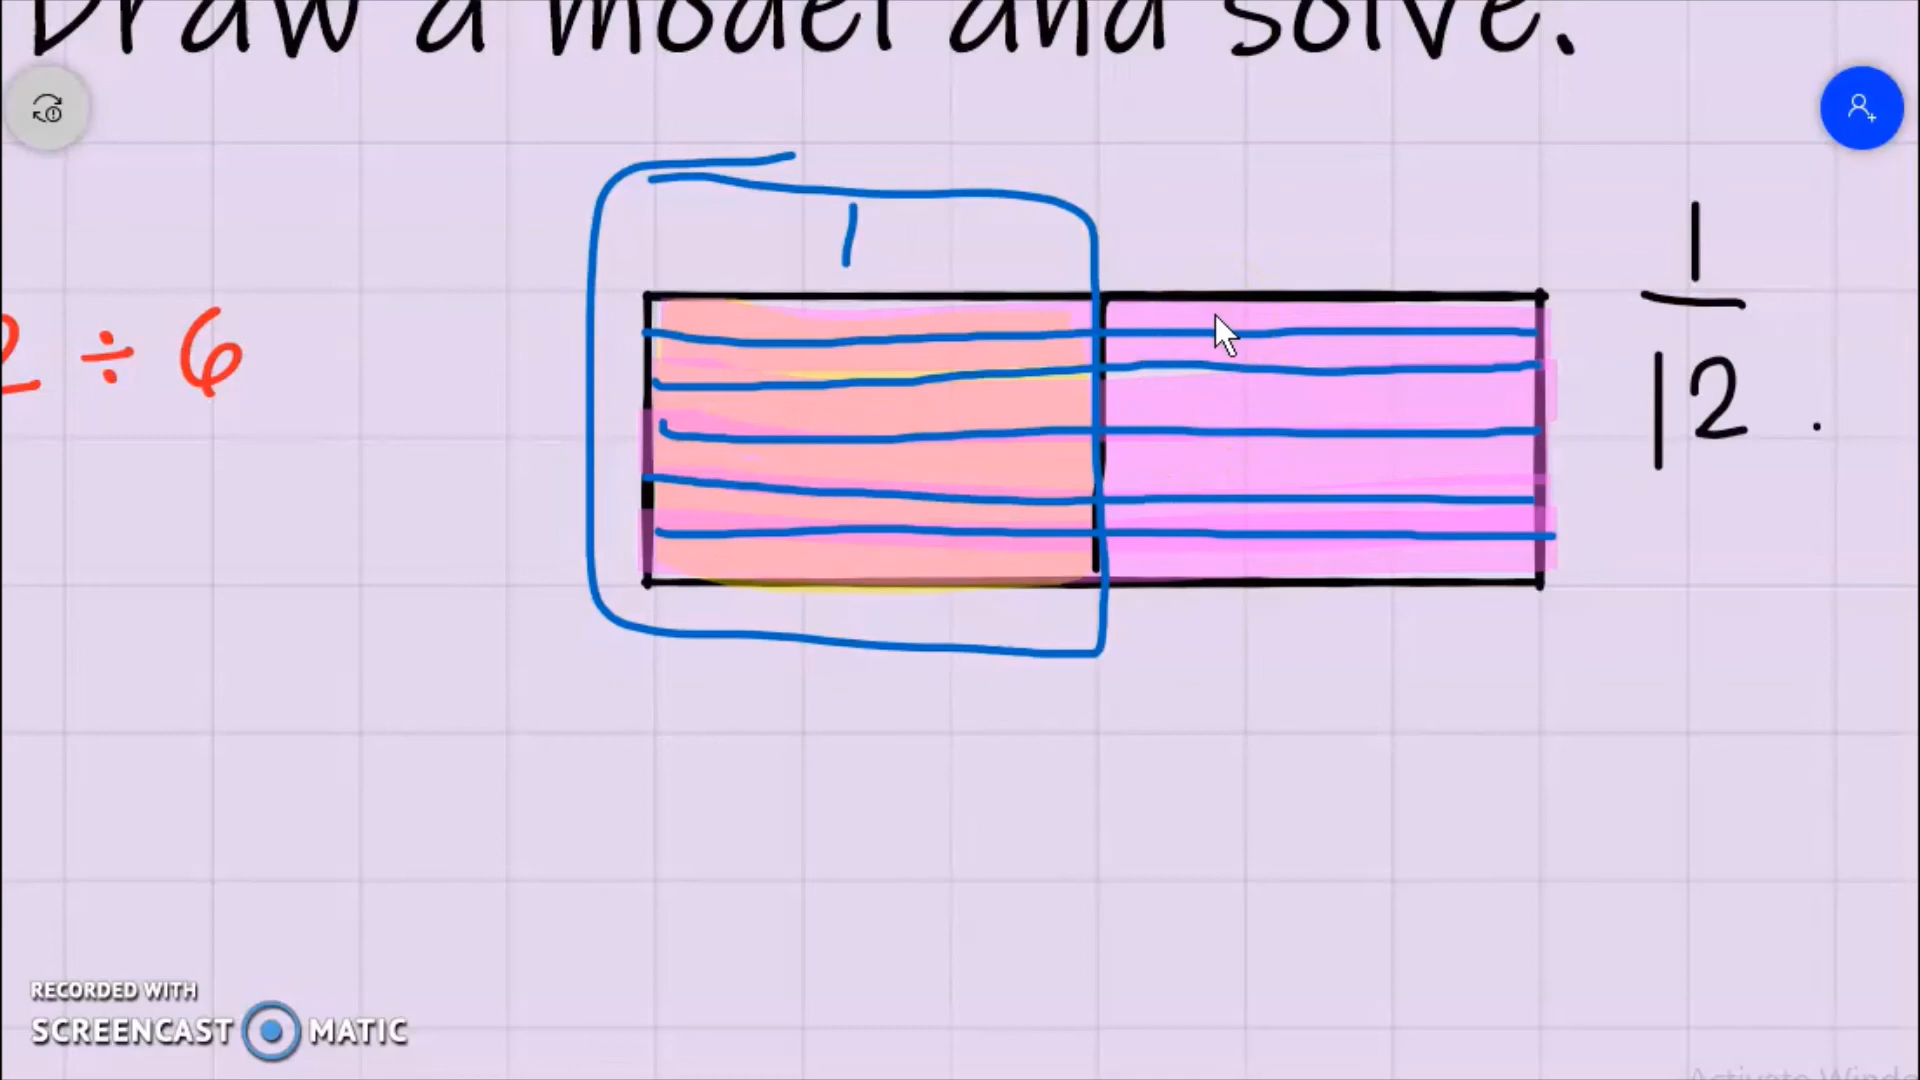 Draw a model and solve.
2 ÷ 6
1
1
12.
RECORDED WITH
SCREENCAST MATIC